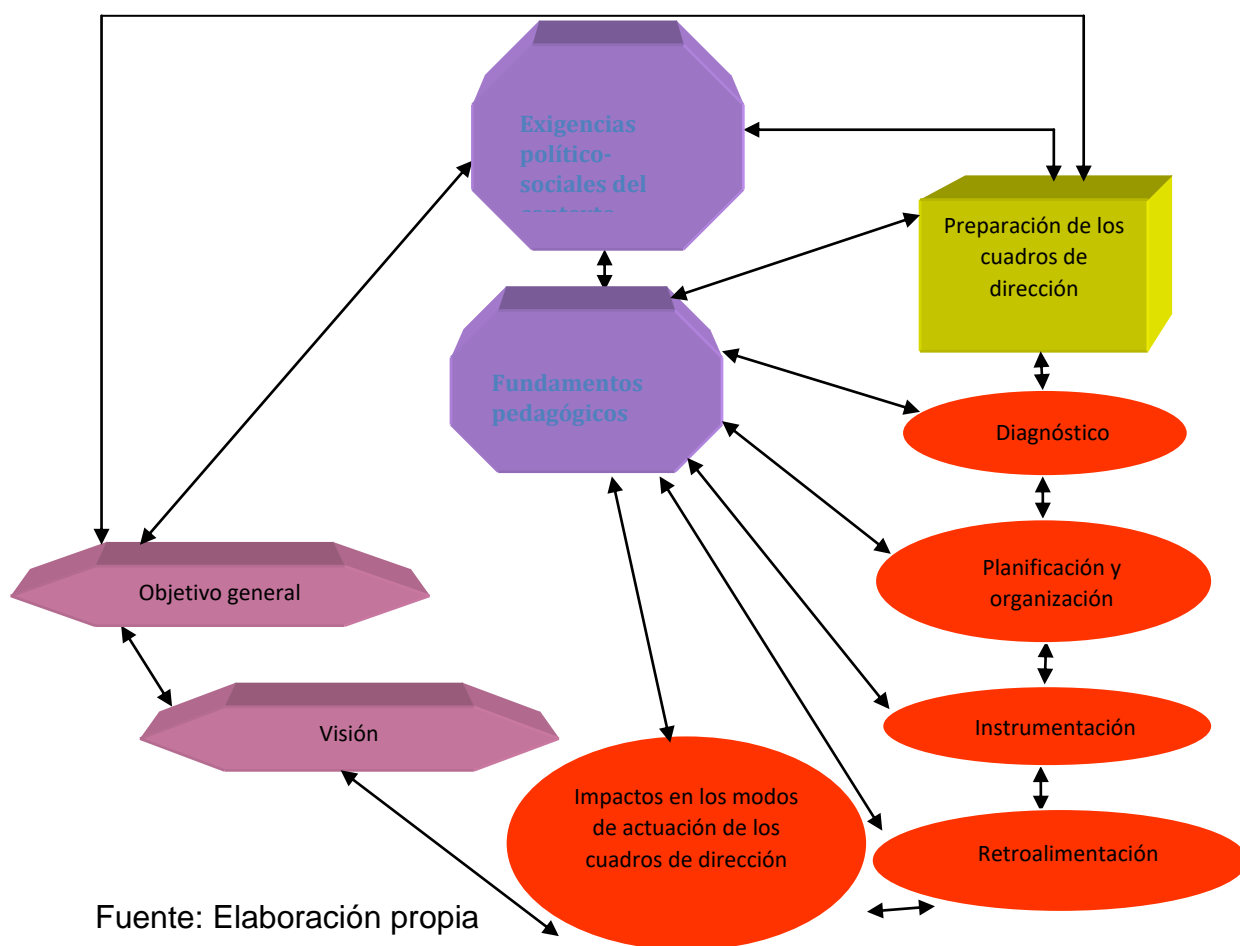 Exigencias
político-
sociales del
Preparación de los
cuadros de
dirección
Fundamentos
pedagógicos
Diagnóstico
Planificación y
organización
Objetivo general
Visión
Instrumentación
Impactos en los modos
de actuación de los
cuadros de dirección
Retroalimentación
Fuente: Elaboración propia